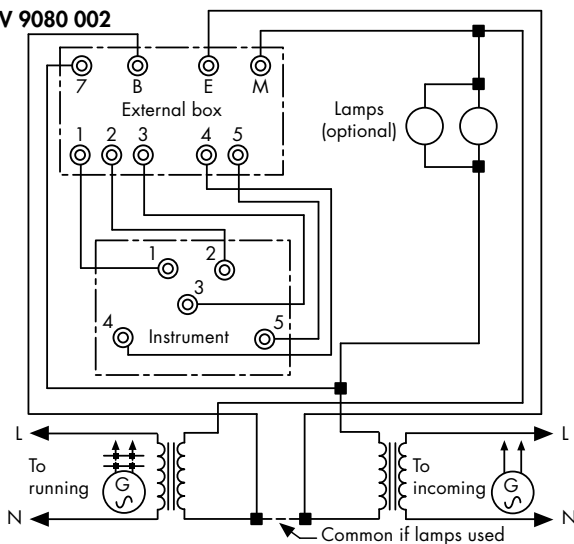 V 9080 002
7 B E M
External box
1 2 3 4 5
Lamps
(optional)
1 2
3
4 Instrument 5
L L
To
running
G
To
incoming
G
N N
Common if lamps used